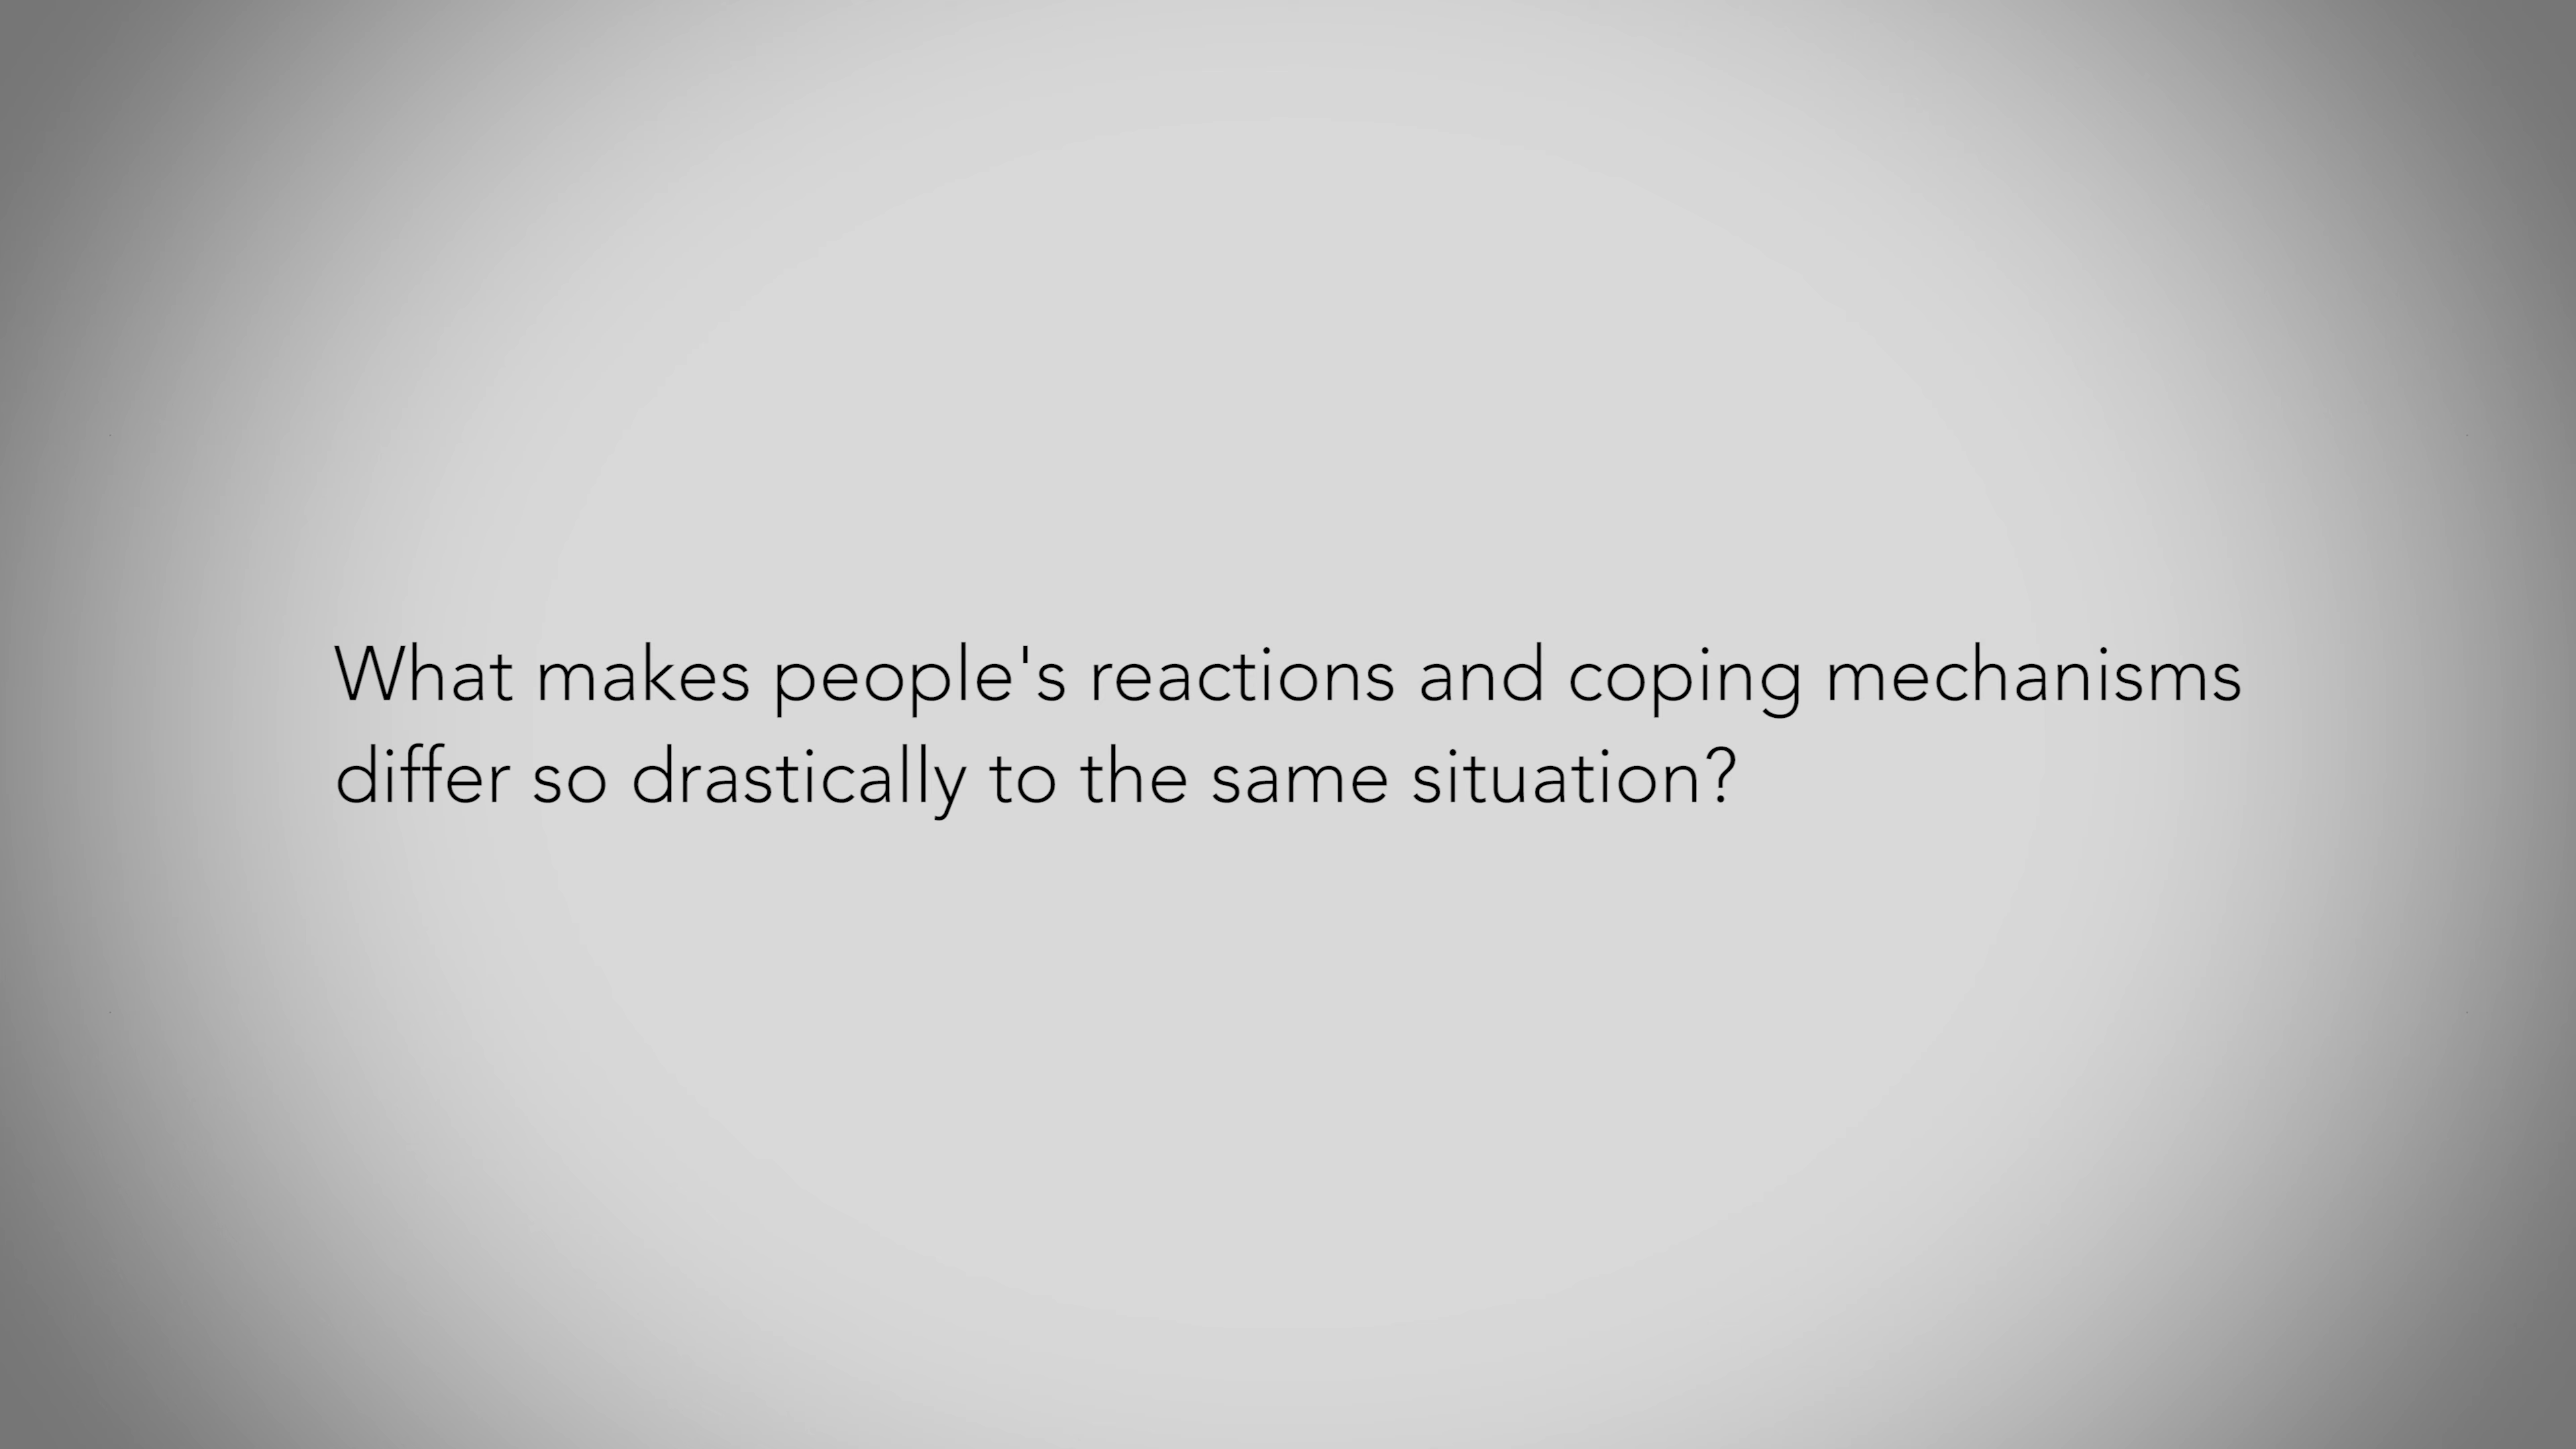 What makes people's reactions and coping mechanisms
differ so drastically to the same situation?